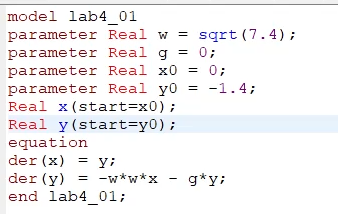 model lab4_01
parameter Real w = sqrt(7.4);
parameter Real g = 0;
parameter Real x0 = 0;
parameter Real y0 = -1.4;
Real x(start=x0);
Real y(start=y0);
equation
der(x) = y;
der(y) = -w*w*x - g*y;
end lab4_01;